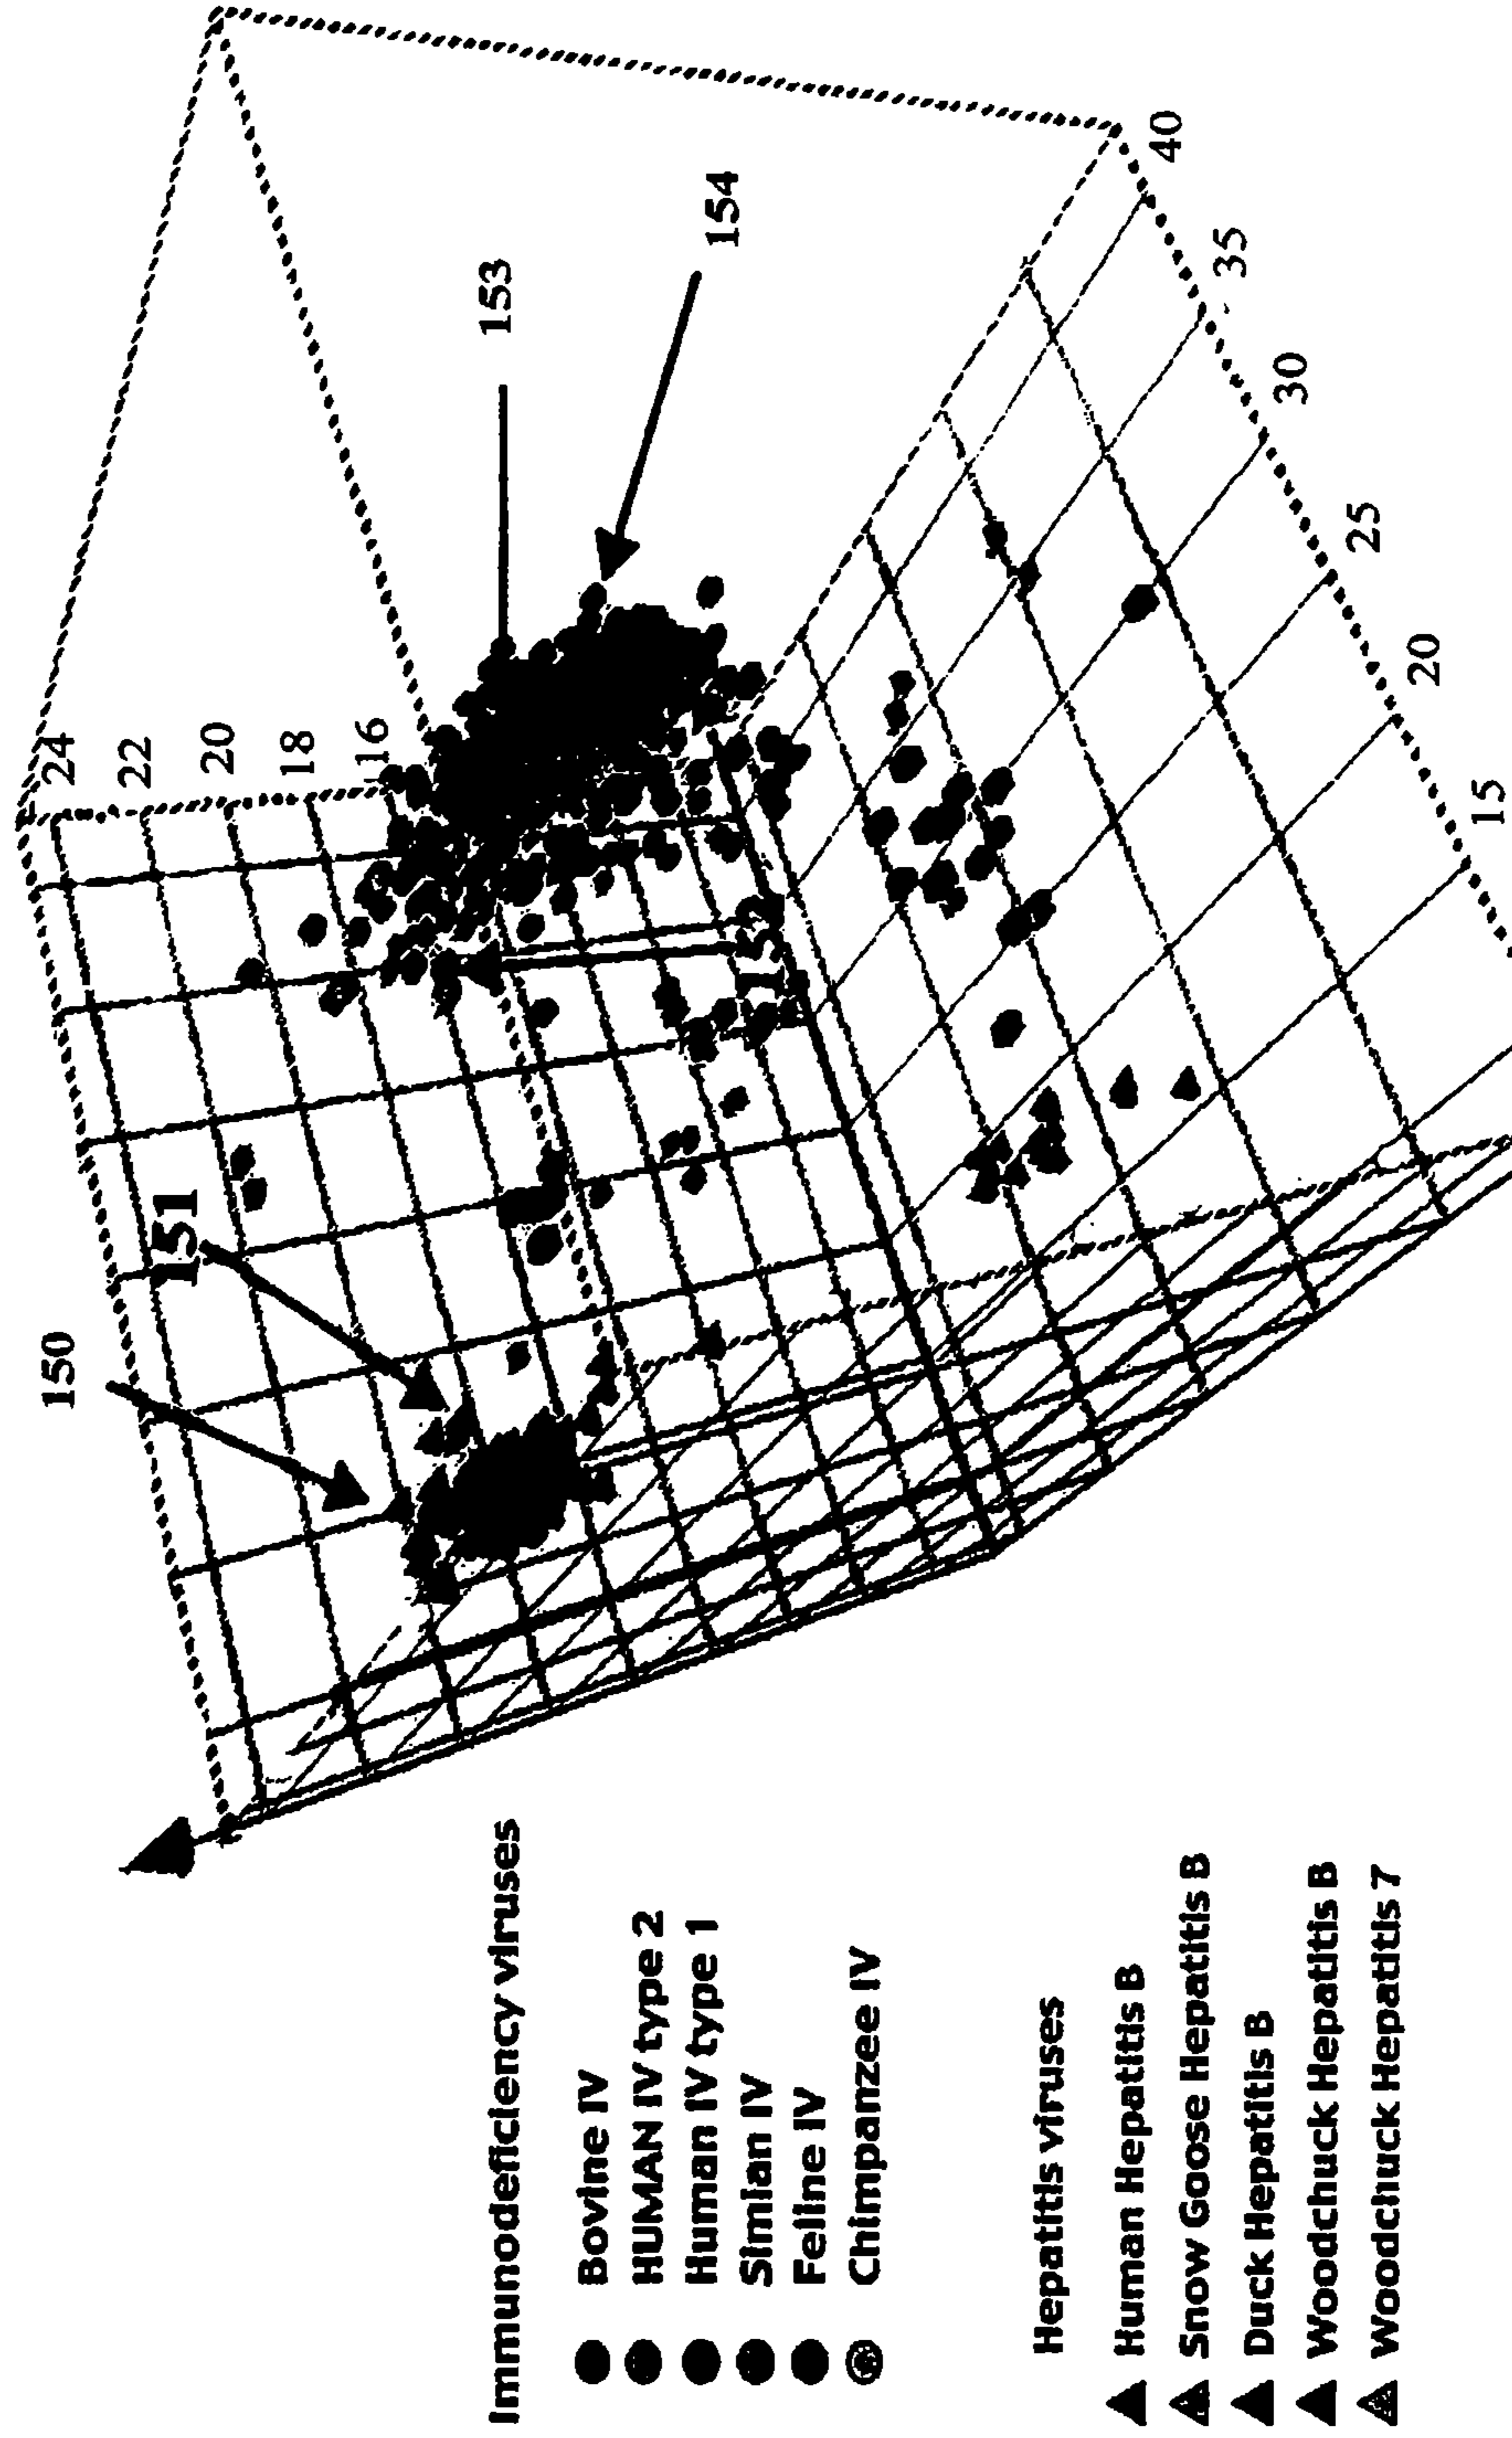 Immunodeficiency viruses
Bovine IV
HUMAN IV type 2
Human IV type 1
Simian IV
Feline IV
Chimpanzee IV
Hepatitis viruses
Human Hepatitis B
Snow Goose Hepatitis B
Duck Hepatitis B
Woodchuck Hepatitis B
Woodchuck Hepatitis 7
150
151
152
153
154
24
22
20
18
16
15
20
25
30
35
40